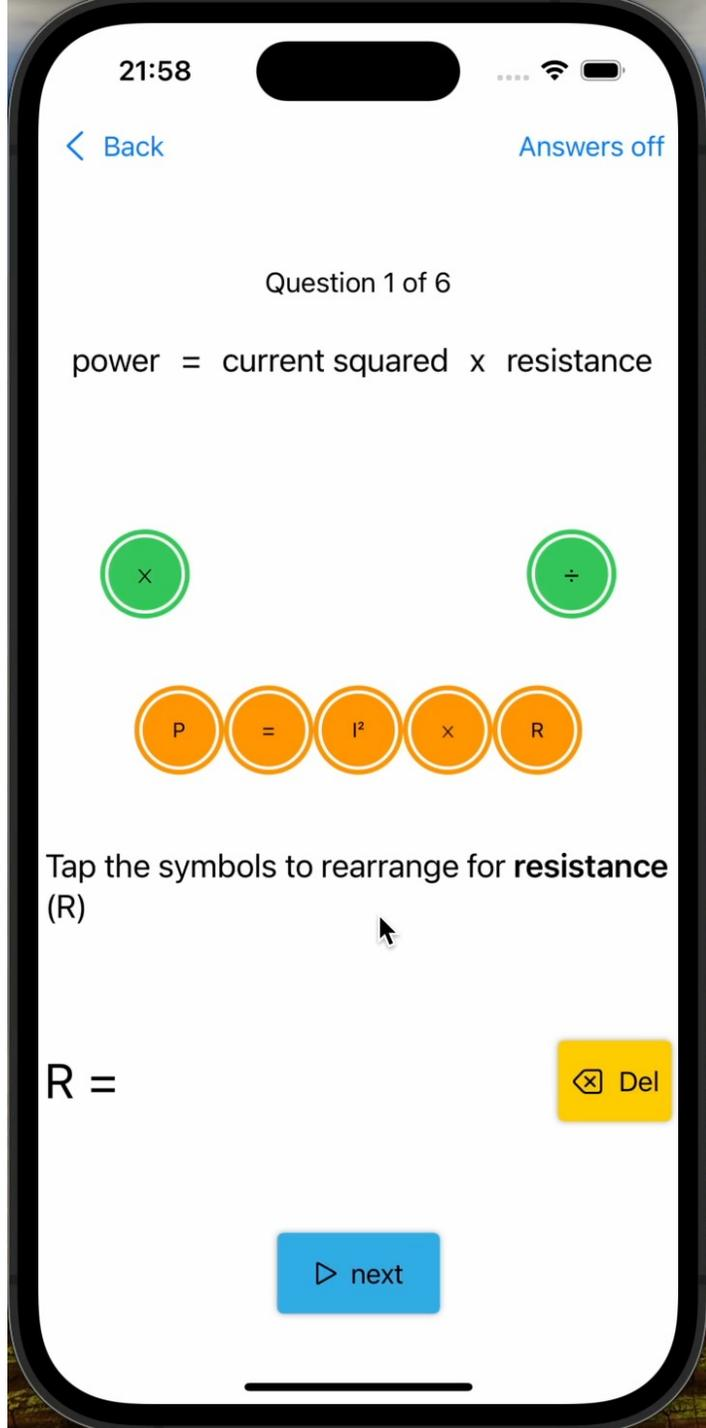 21:58
Back Answers off
Question 1 of 6
power = current squared x resistance
x ÷
P = I² x R
Tap the symbols to rearrange for resistance
(R)
R = Del
next